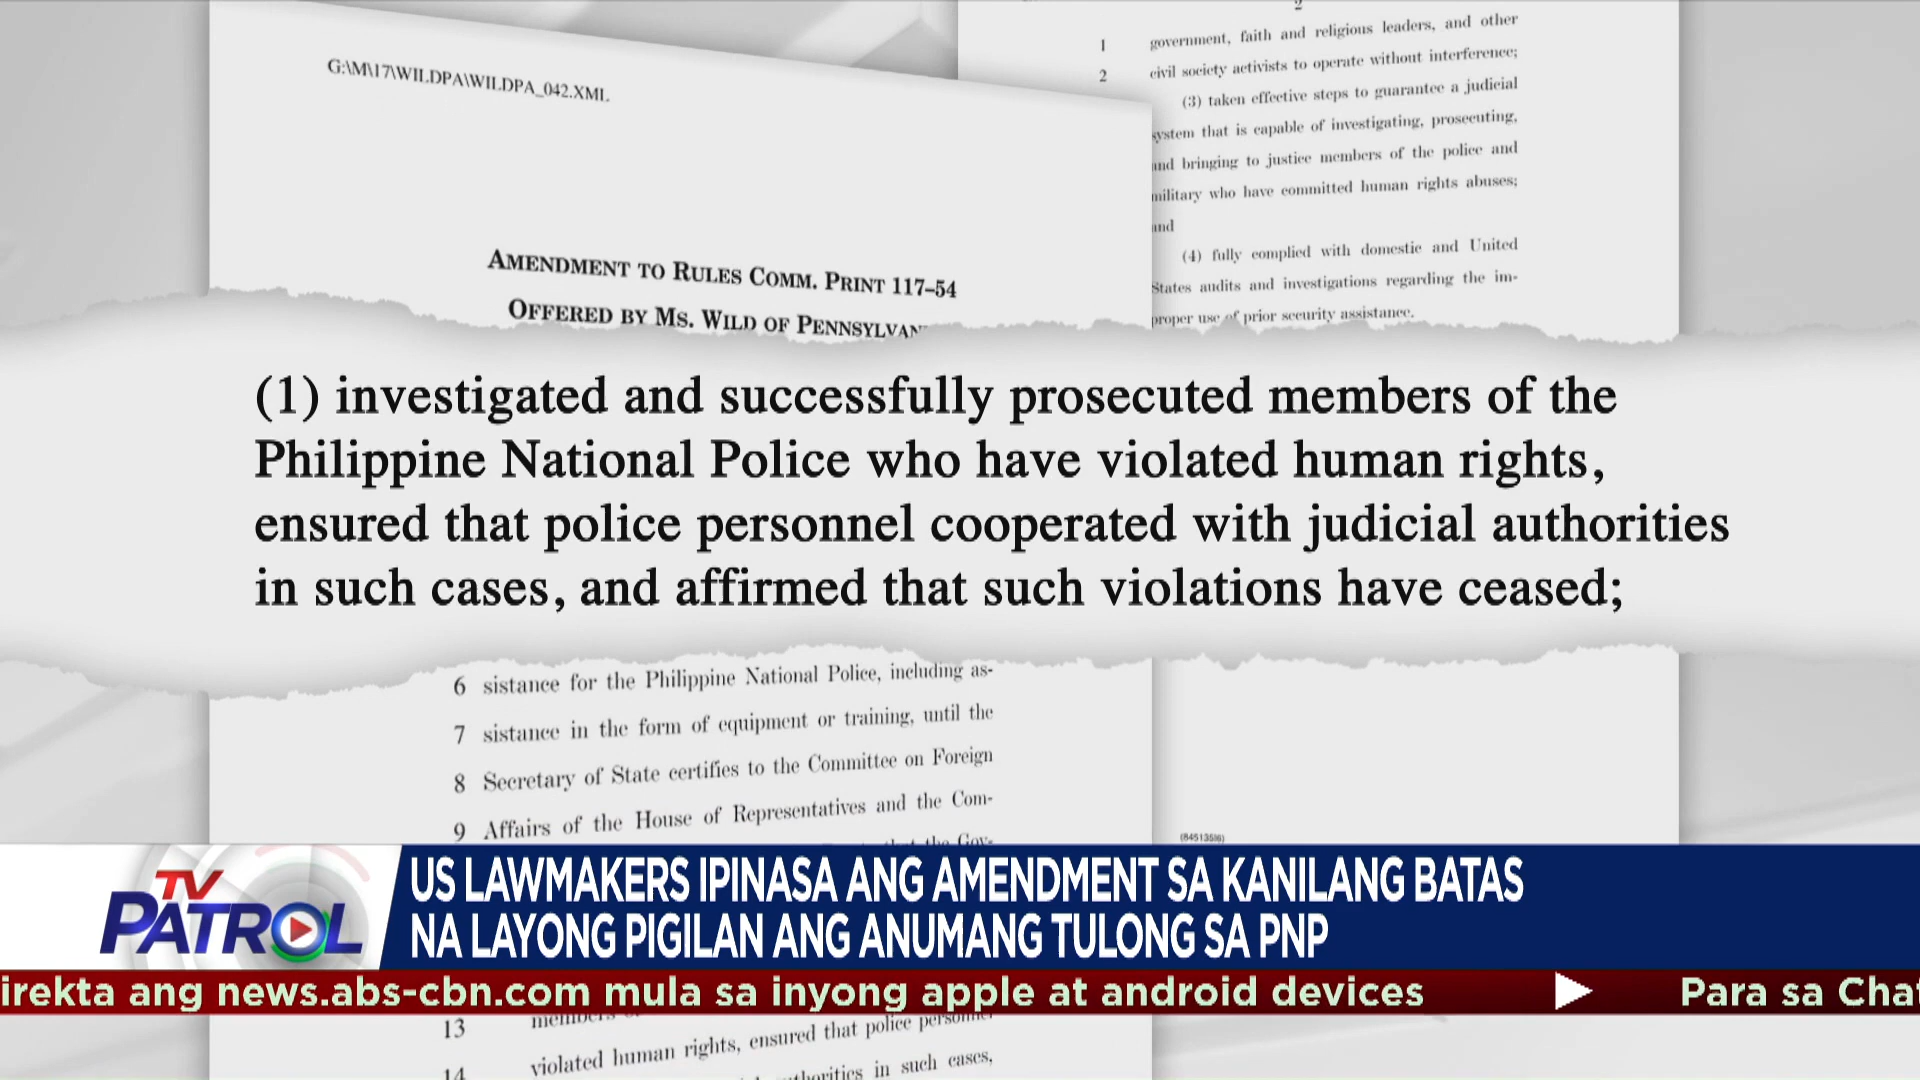 G:\M\17\WILDPA\WILDPA_042.XML
AMENDMENT TO RULES COMM. PRINT 117–54
OFFERED BY MS. WILD OF
2
1 government, faith and religious leaders, and other
2 civil society activists to operate without interference;
(3) taken effective steps to guarantee a judicial
system that is capable of investigating, prosecuting,
and bringing to justice members of the police and
military who have committed human rights abuses;
and
(4) fully complied with domestic and United
States audits and investigations regarding the im-
proper use of prior security assistance.
(1) investigated and successfully prosecuted members of the
Philippine National Police who have violated human rights,
ensured that police personnel cooperated with judicial authorities
in such cases, and affirmed that such violations have ceased;
6 sistance for the Philippine National Police, including as-
7 sistance in the form of equipment or training, until the
8 Secretary of State certifies to the Committee on Foreign
9 Affairs of the House of Representatives and the Com-
the Gov-
(84513516)
TV PATROL
US LAWMAKERS IPINASA ANG AMENDMENT SA KANILANG BATAS
NA LAYONG PIGILAN ANG ANUMANG TULONG SA PNP
irekta ang news.abs-cbn.com mula sa inyong apple at android devices Para sa Chat
13 members
14 violated human rights, ensured that police personnel
in such cases,